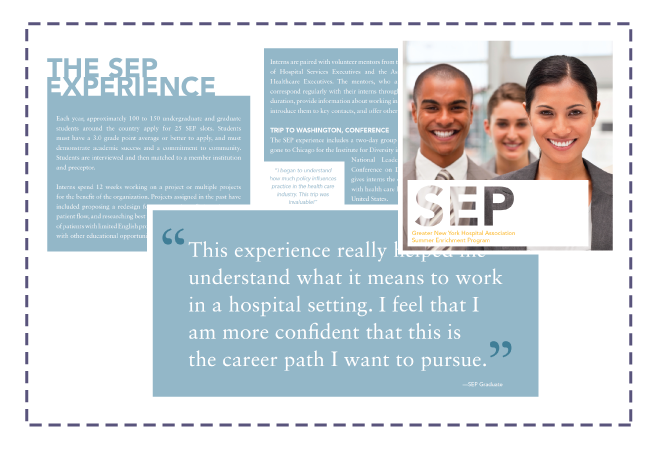 THE SEP
EXPERIENCE
Each year, approximately 100 to 150 undergraduate and graduate
students around the country apply for 25 SEP slots. Students
must have a 3.0 grade point average or better to apply, and must
demonstrate academic success and a commitment to community.
Students are interviewed and then matched to a member institution
and preceptor.
Interns spend 12 weeks working on a project or multiple projects
for the benefit of the organization. Projects assigned in the past have
included proposing a redesign
patient flow, and researching best
of patients with limited English
with other educational
Interns are paired with volunteer mentors from
of Hospital Services Executives and the
Healthcare Executives. The mentors, who
correspond regularly with their interns
duration, provide information about working
introduce them to key contacts, and offer other
TRIP TO WASHINGTON, CONFERENCE
The SEP experience includes a two-day
gone to Chicago for the Institute for Diversity
National
Conference on
gives interns the
with health care
United States.
"I began to understand
how much policy influences
practice in the health care
industry. This trip was
invaluable!"
SEP
Greater New York Hospital Association
Summer Enrichment Program
“This experience really helped me
understand what it means to work
in a hospital setting. I feel that I
am more confident that this is
the career path I want to pursue.”
—SEP Graduate